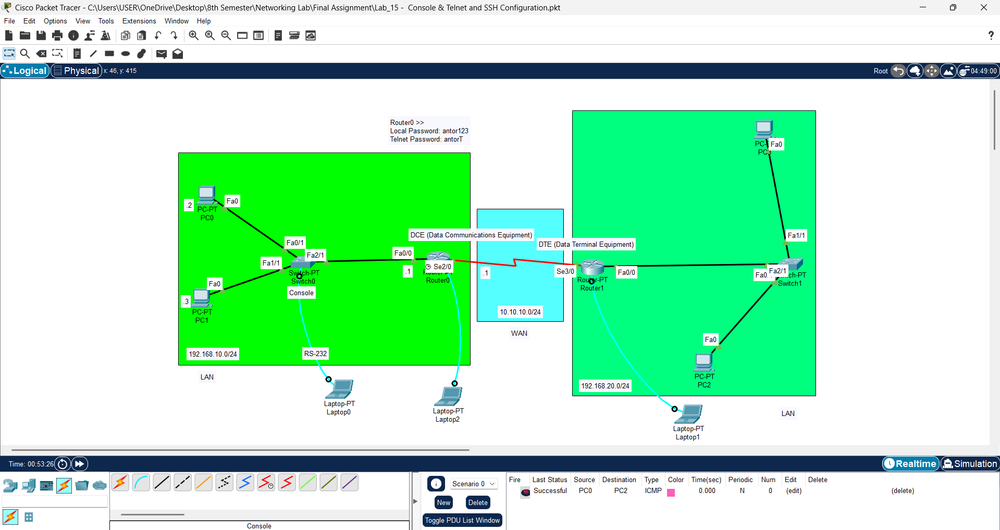 Cisco Packet Tracer - C:\Users\USER\OneDrive\Desktop\8th Semester\Networking Lab\Final Assignment\Lab_15 -  Console & Telnet and SSH Configuration.pkt
File Edit Options View Tools Extensions Window Help
?
Logical Physical x: 46, y: 415 Root 04:49:00
Router0 >>
Local Password: antor123
Telnet Password: antorT
Fa0
PC3
.2 Fa0
PC-PT
PC0
DCE (Data Communications Equipment)
Fa1/1
Fa0/1
DTE (Data Terminal Equipment)
Fa2/1 Fa0/0
Fa1/1
.1 Se2/0 .1
Se3/0 Fa0/0
Fa2/1
Switch-PT
Switch0
Router0
Router-PT
Router1
Switch1
Fa0
Console
.3
PC-PT
PC1
10.10.10.0/24
WAN
Fa0
192.168.10.0/24 RS-232
LAN
PC-PT
PC2
192.168.20.0/24
Laptop-PT
Laptop0
Laptop-PT
Laptop2
LAN
Laptop-PT
Laptop1
Time: 00:53:26 Realtime Simulation
Scenario 0
New Delete
Toggle PDU List Window
Console
Fire Last Status Source Destination Type Color Time(sec) Periodic Num Edit Delete
Successful PC0 PC2 ICMP 0.000 N 0 (edit) (delete)